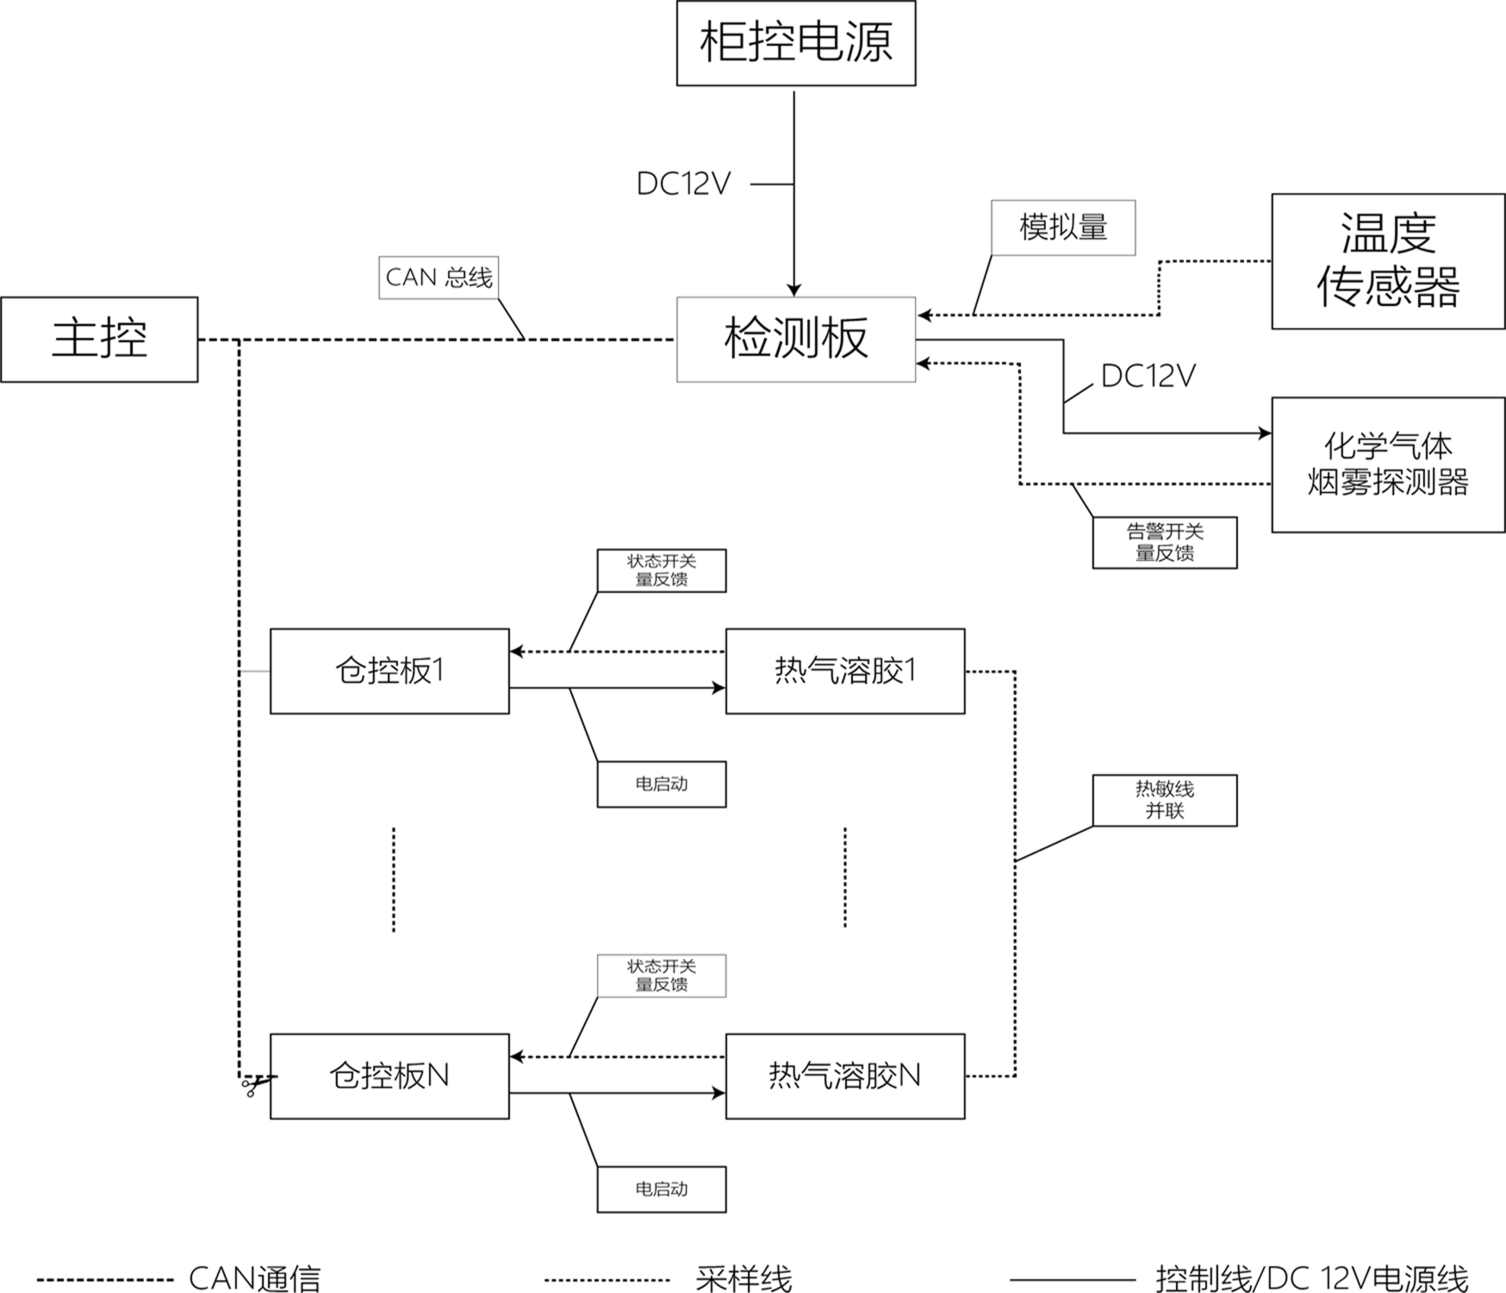 柜控电源
DC12V
模拟量
温度
传感器
CAN 总线
主控
检测板
DC12V
化学气体
烟雾探测器
告警开关
量反馈
状态开关
量反馈
仓控板1
热气溶胶1
电启动
热敏线
并联
状态开关
量反馈
仓控板N
热气溶胶N
电启动
CAN通信
采样线
控制线/DC 12V电源线